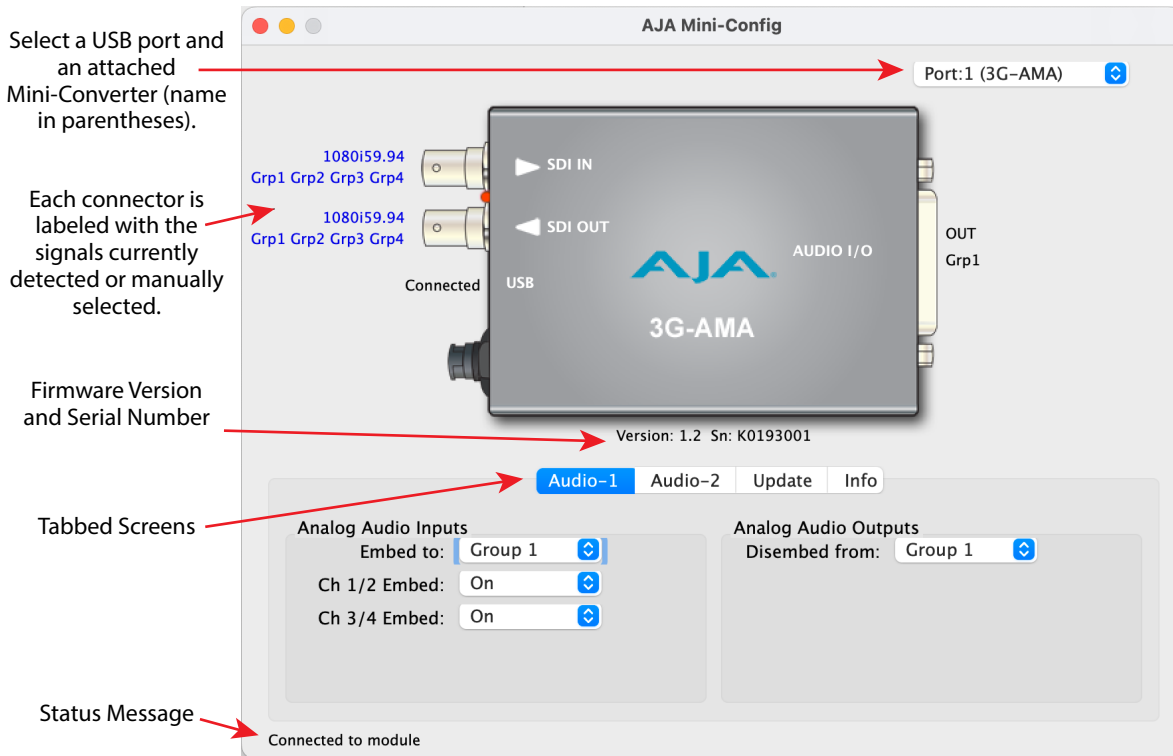 AJA Mini-Config
Select a USB port and
an attached
Mini-Converter (name
in parentheses).
Port:1 (3G-AMA)
1080i59.94
Grp1 Grp2 Grp3 Grp4
SDI IN
Each connector is
labeled with the
signals currently
detected or manually
selected.
1080i59.94
Grp1 Grp2 Grp3 Grp4
SDI OUT
AUDIO I/O
OUT
Grp1
Connected
USB
AJA
3G-AMA
Firmware Version
and Serial Number
Version: 1.2 Sn: K0193001
Tabbed Screens
Audio-1 Audio-2 Update Info
Analog Audio Inputs
Embed to: Group 1
Ch 1/2 Embed: On
Ch 3/4 Embed: On
Analog Audio Outputs
Disembed from: Group 1
Status Message
Connected to module